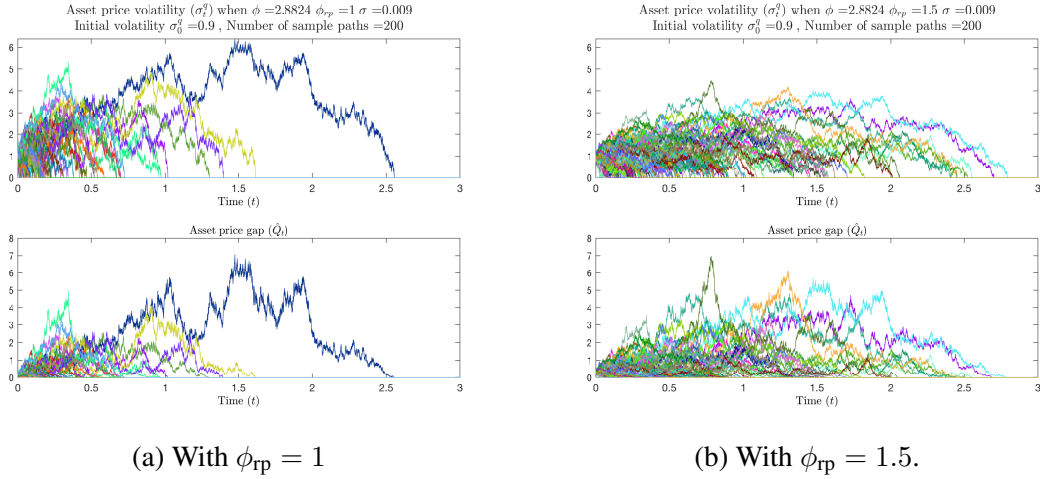 Asset price volatility (σ_t^q) when ϕ =2.8824 ϕ_rp =1 σ =0.009
Initial volatility σ_0^q =0.9 , Number of sample paths =200
6
5
4
3
2
1
0
0 0.5 1 1.5 2 2.5 3
Time (t)
Asset price gap (Q̂_t)
8
7
6
5
4
3
2
1
0
0 0.5 1 1.5 2 2.5 3
Time (t)
(a) With ϕ_rp = 1
Asset price volatility (σ_t^q) when ϕ =2.8824 ϕ_rp =1.5 σ =0.009
Initial volatility σ_0^q =0.9 , Number of sample paths =200
6
5
4
3
2
1
0
0 0.5 1 1.5 2 2.5 3
Time (t)
Asset price gap (Q̂_t)
8
7
6
5
4
3
2
1
0
0 0.5 1 1.5 2 2.5 3
Time (t)
(b) With ϕ_rp = 1.5.